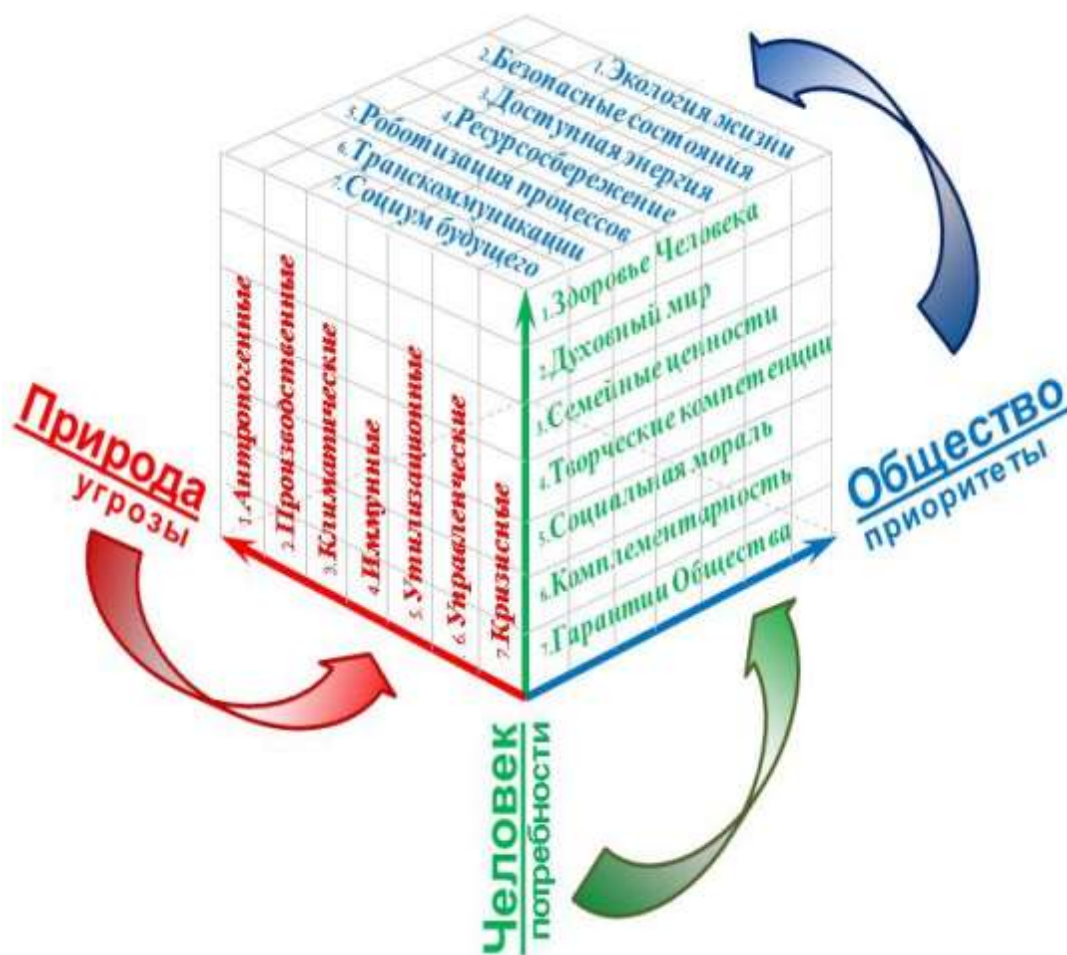 1.Экология жизни
2.Безопасные состояния
3.Доступная энергия
4.Ресурсосбережение
5.Роботизация процессов
6.Транскоммуникации
7.Социум будущего
1.Антропогенные
2.Производственные
3.Климатические
4.Иммунные
5.Утилизационные
6.Управленческие
7.Кризисные
1.Здоровье Человека
2.Духовный мир
3.Семейные ценности
4.Творческие компетенции
5.Социальная мораль
6.Комплементарность
7.Гарантии Общества
Природа
угрозы
Общество
приоритеты
Человек
потребности